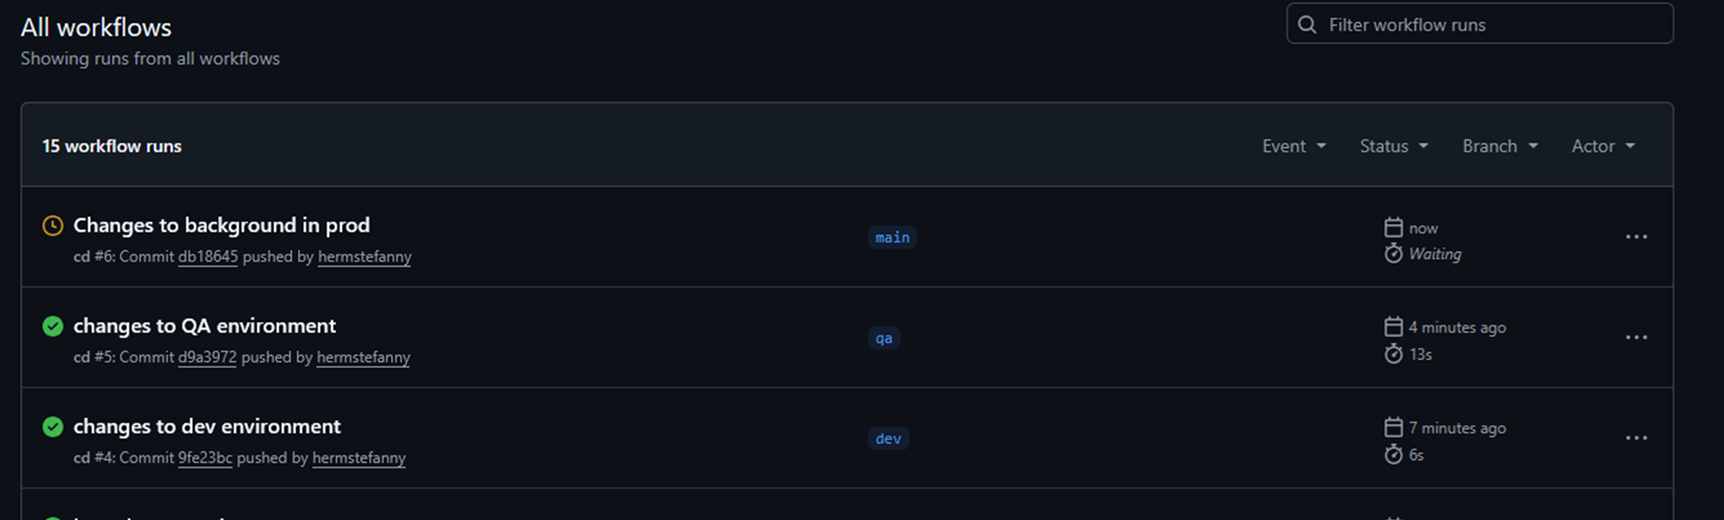 All workflows
Showing runs from all workflows
Filter workflow runs
15 workflow runs
Event
Status
Branch
Actor
Changes to background in prod
cd #6: Commit db18645 pushed by hermstefanny
main
now
Waiting
changes to QA environment
cd #5: Commit d9a3972 pushed by hermstefanny
qa
4 minutes ago
13s
changes to dev environment
cd #4: Commit 9fe23bc pushed by hermstefanny
dev
7 minutes ago
6s